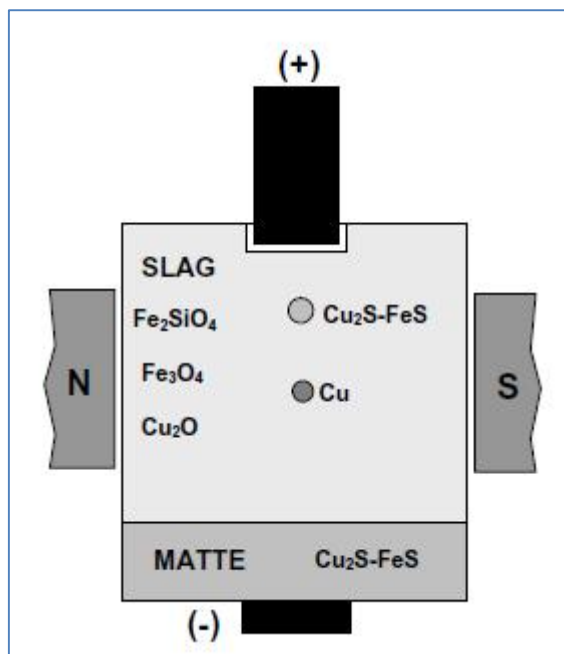 (+)
SLAG
Fe₂SiO₄
Cu₂S-FeS
N
Fe₃O₄
Cu
S
Cu₂O
MATTE
Cu₂S-FeS
(-)